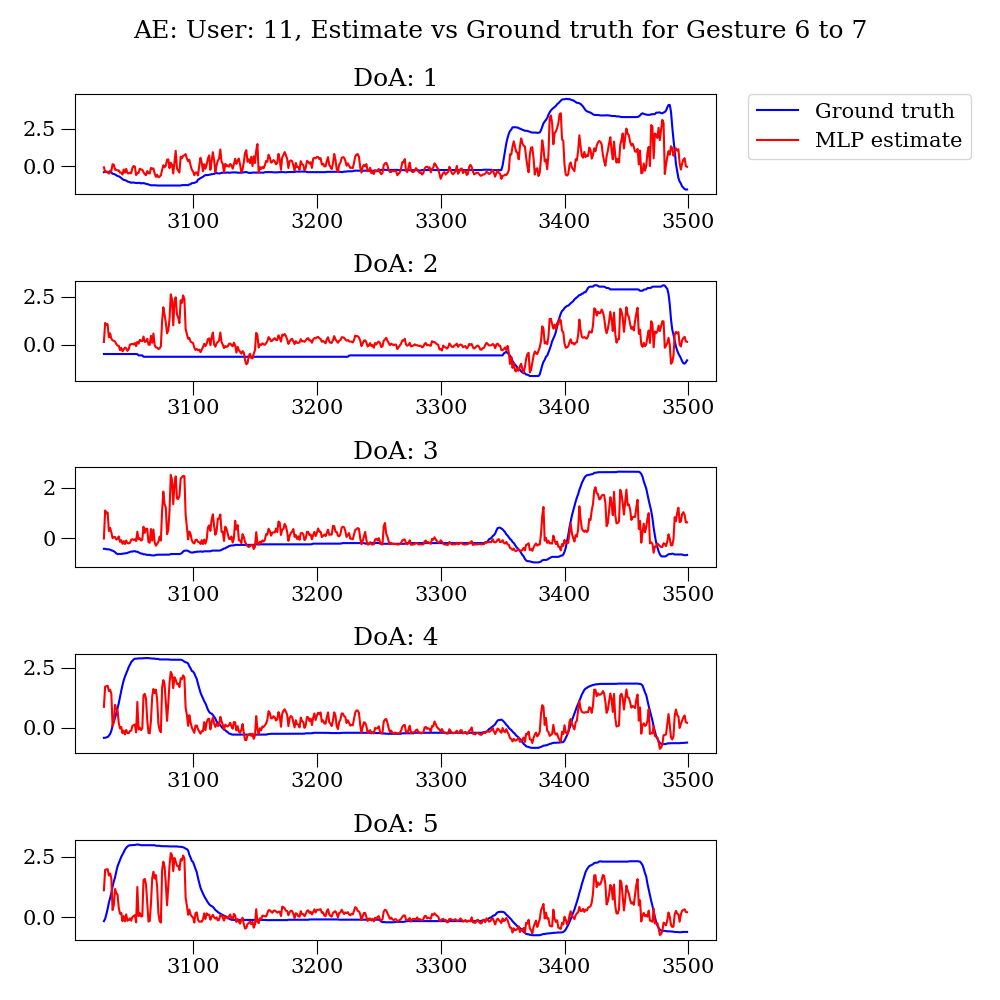 AE: User: 11, Estimate vs Ground truth for Gesture 6 to 7
DoA: 1
2.5
0.0
3100 3200 3300 3400 3500
Ground truth
MLP estimate
DoA: 2
2.5
0.0
3100 3200 3300 3400 3500
DoA: 3
2
0
3100 3200 3300 3400 3500
DoA: 4
2.5
0.0
3100 3200 3300 3400 3500
DoA: 5
2.5
0.0
3100 3200 3300 3400 3500